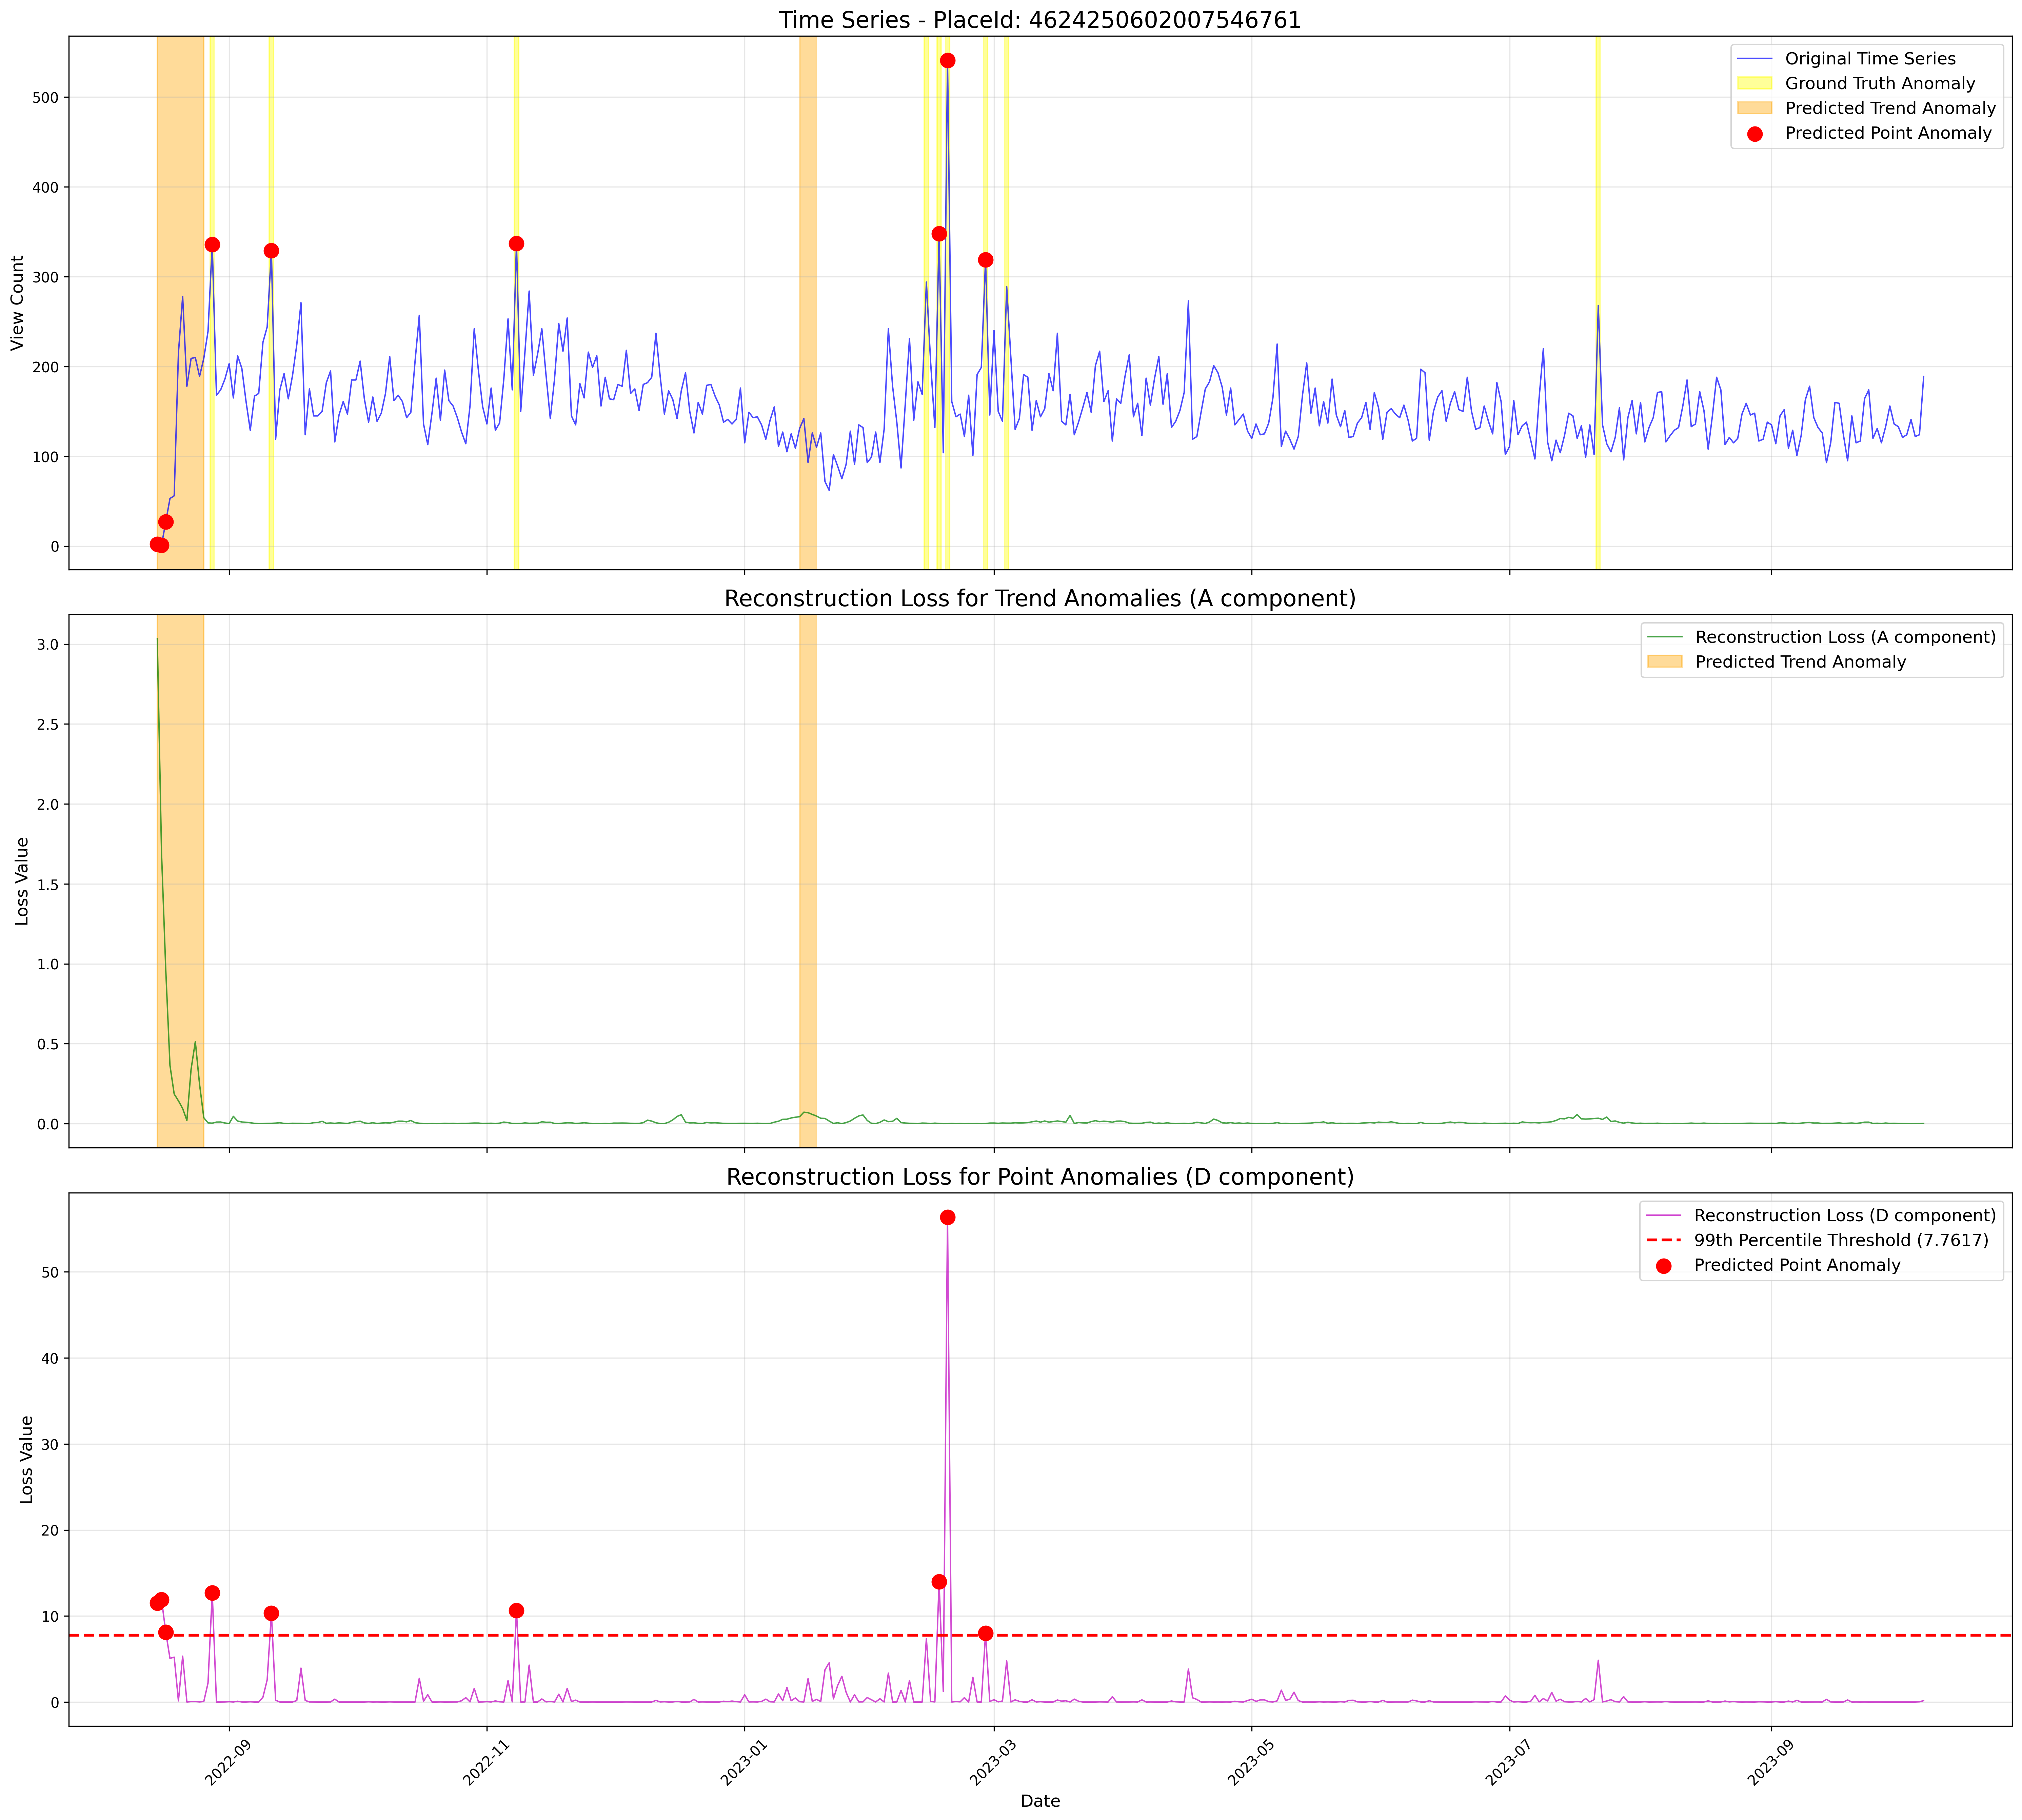 Time Series - PlaceId: 4624250602007546761
Original Time Series
Ground Truth Anomaly
Predicted Trend Anomaly
Predicted Point Anomaly
View Count
500
400
300
200
100
0
Reconstruction Loss for Trend Anomalies (A component)
Reconstruction Loss (A component)
Predicted Trend Anomaly
Loss Value
3.0
2.5
2.0
1.5
1.0
0.5
0.0
Reconstruction Loss for Point Anomalies (D component)
Reconstruction Loss (D component)
99th Percentile Threshold (7.7617)
Predicted Point Anomaly
Loss Value
50
40
30
20
10
0
2022-09
2022-11
2023-01
2023-03
2023-05
2023-07
2023-09
Date